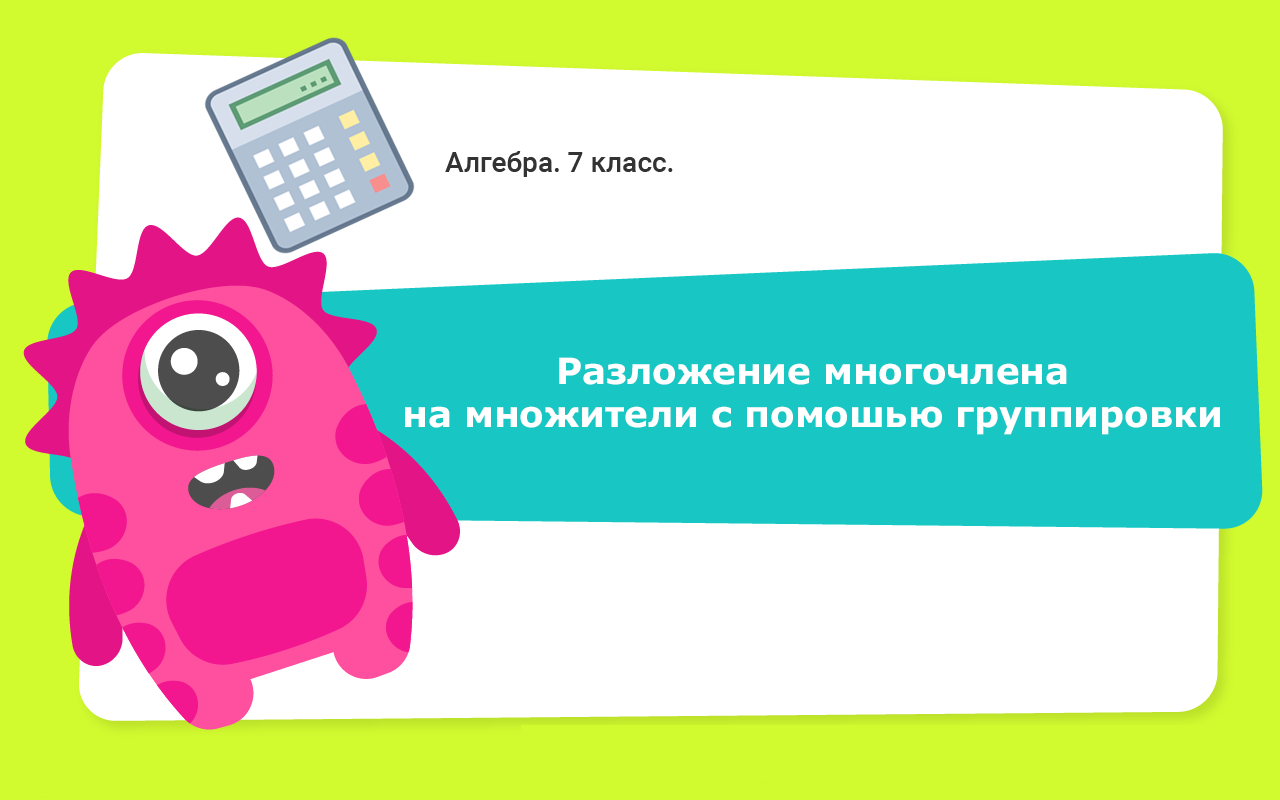 Алгебра. 7 класс.
Разложение многочлена
на множители с помошью группировки